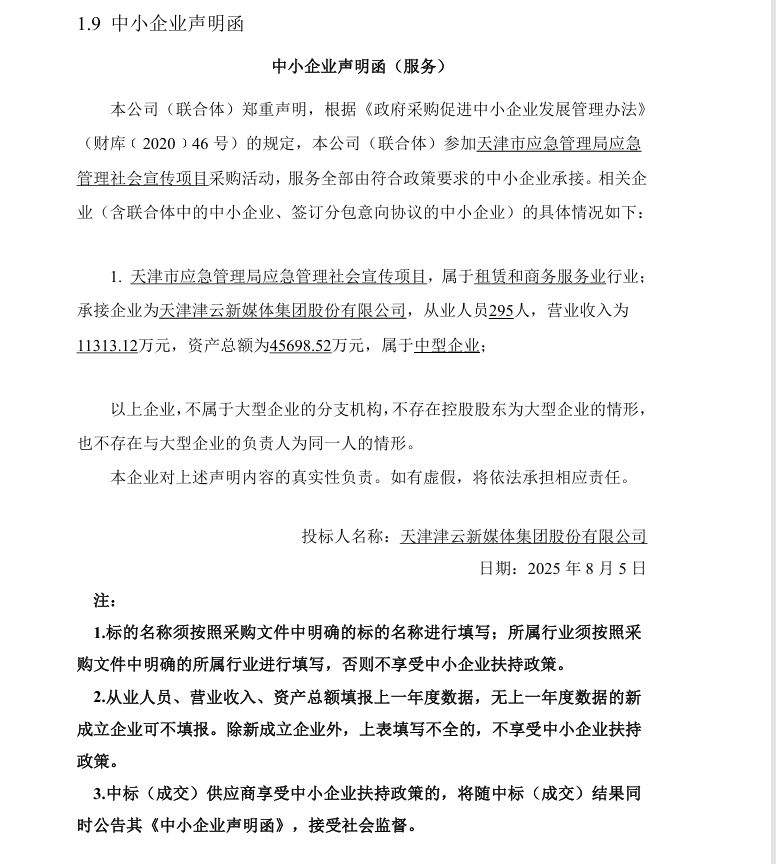 1.9 中小企业声明函
中小企业声明函（服务）
本公司（联合体）郑重声明，根据《政府采购促进中小企业发展管理办法》
（财库﹝2020﹞46 号）的规定，本公司（联合体）参加天津市应急管理局应急
管理社会宣传项目采购活动，服务全部由符合政策要求的中小企业承接。相关企
业（含联合体中的中小企业、签订分包意向协议的中小企业）的具体情况如下：
1. 天津市应急管理局应急管理社会宣传项目，属于租赁和商务服务业行业；
承接企业为天津津云新媒体集团股份有限公司，从业人员295人，营业收入为
11313.12万元，资产总额为45698.52万元，属于中型企业；
以上企业，不属于大型企业的分支机构，不存在控股股东为大型企业的情形，
也不存在与大型企业的负责人为同一人的情形。
本企业对上述声明内容的真实性负责。如有虚假，将依法承担相应责任。
投标人名称：天津津云新媒体集团股份有限公司
日期：2025 年 8 月 5 日
注：
1.标的名称须按照采购文件中明确的标的名称进行填写；所属行业须按照采
购文件中明确的所属行业进行填写，否则不享受中小企业扶持政策。
2.从业人员、营业收入、资产总额填报上一年度数据，无上一年度数据的新
成立企业可不填报。除新成立企业外，上表填写不全的，不享受中小企业扶持
政策。
3.中标（成交）供应商享受中小企业扶持政策的，将随中标（成交）结果同
时公告其《中小企业声明函》，接受社会监督。